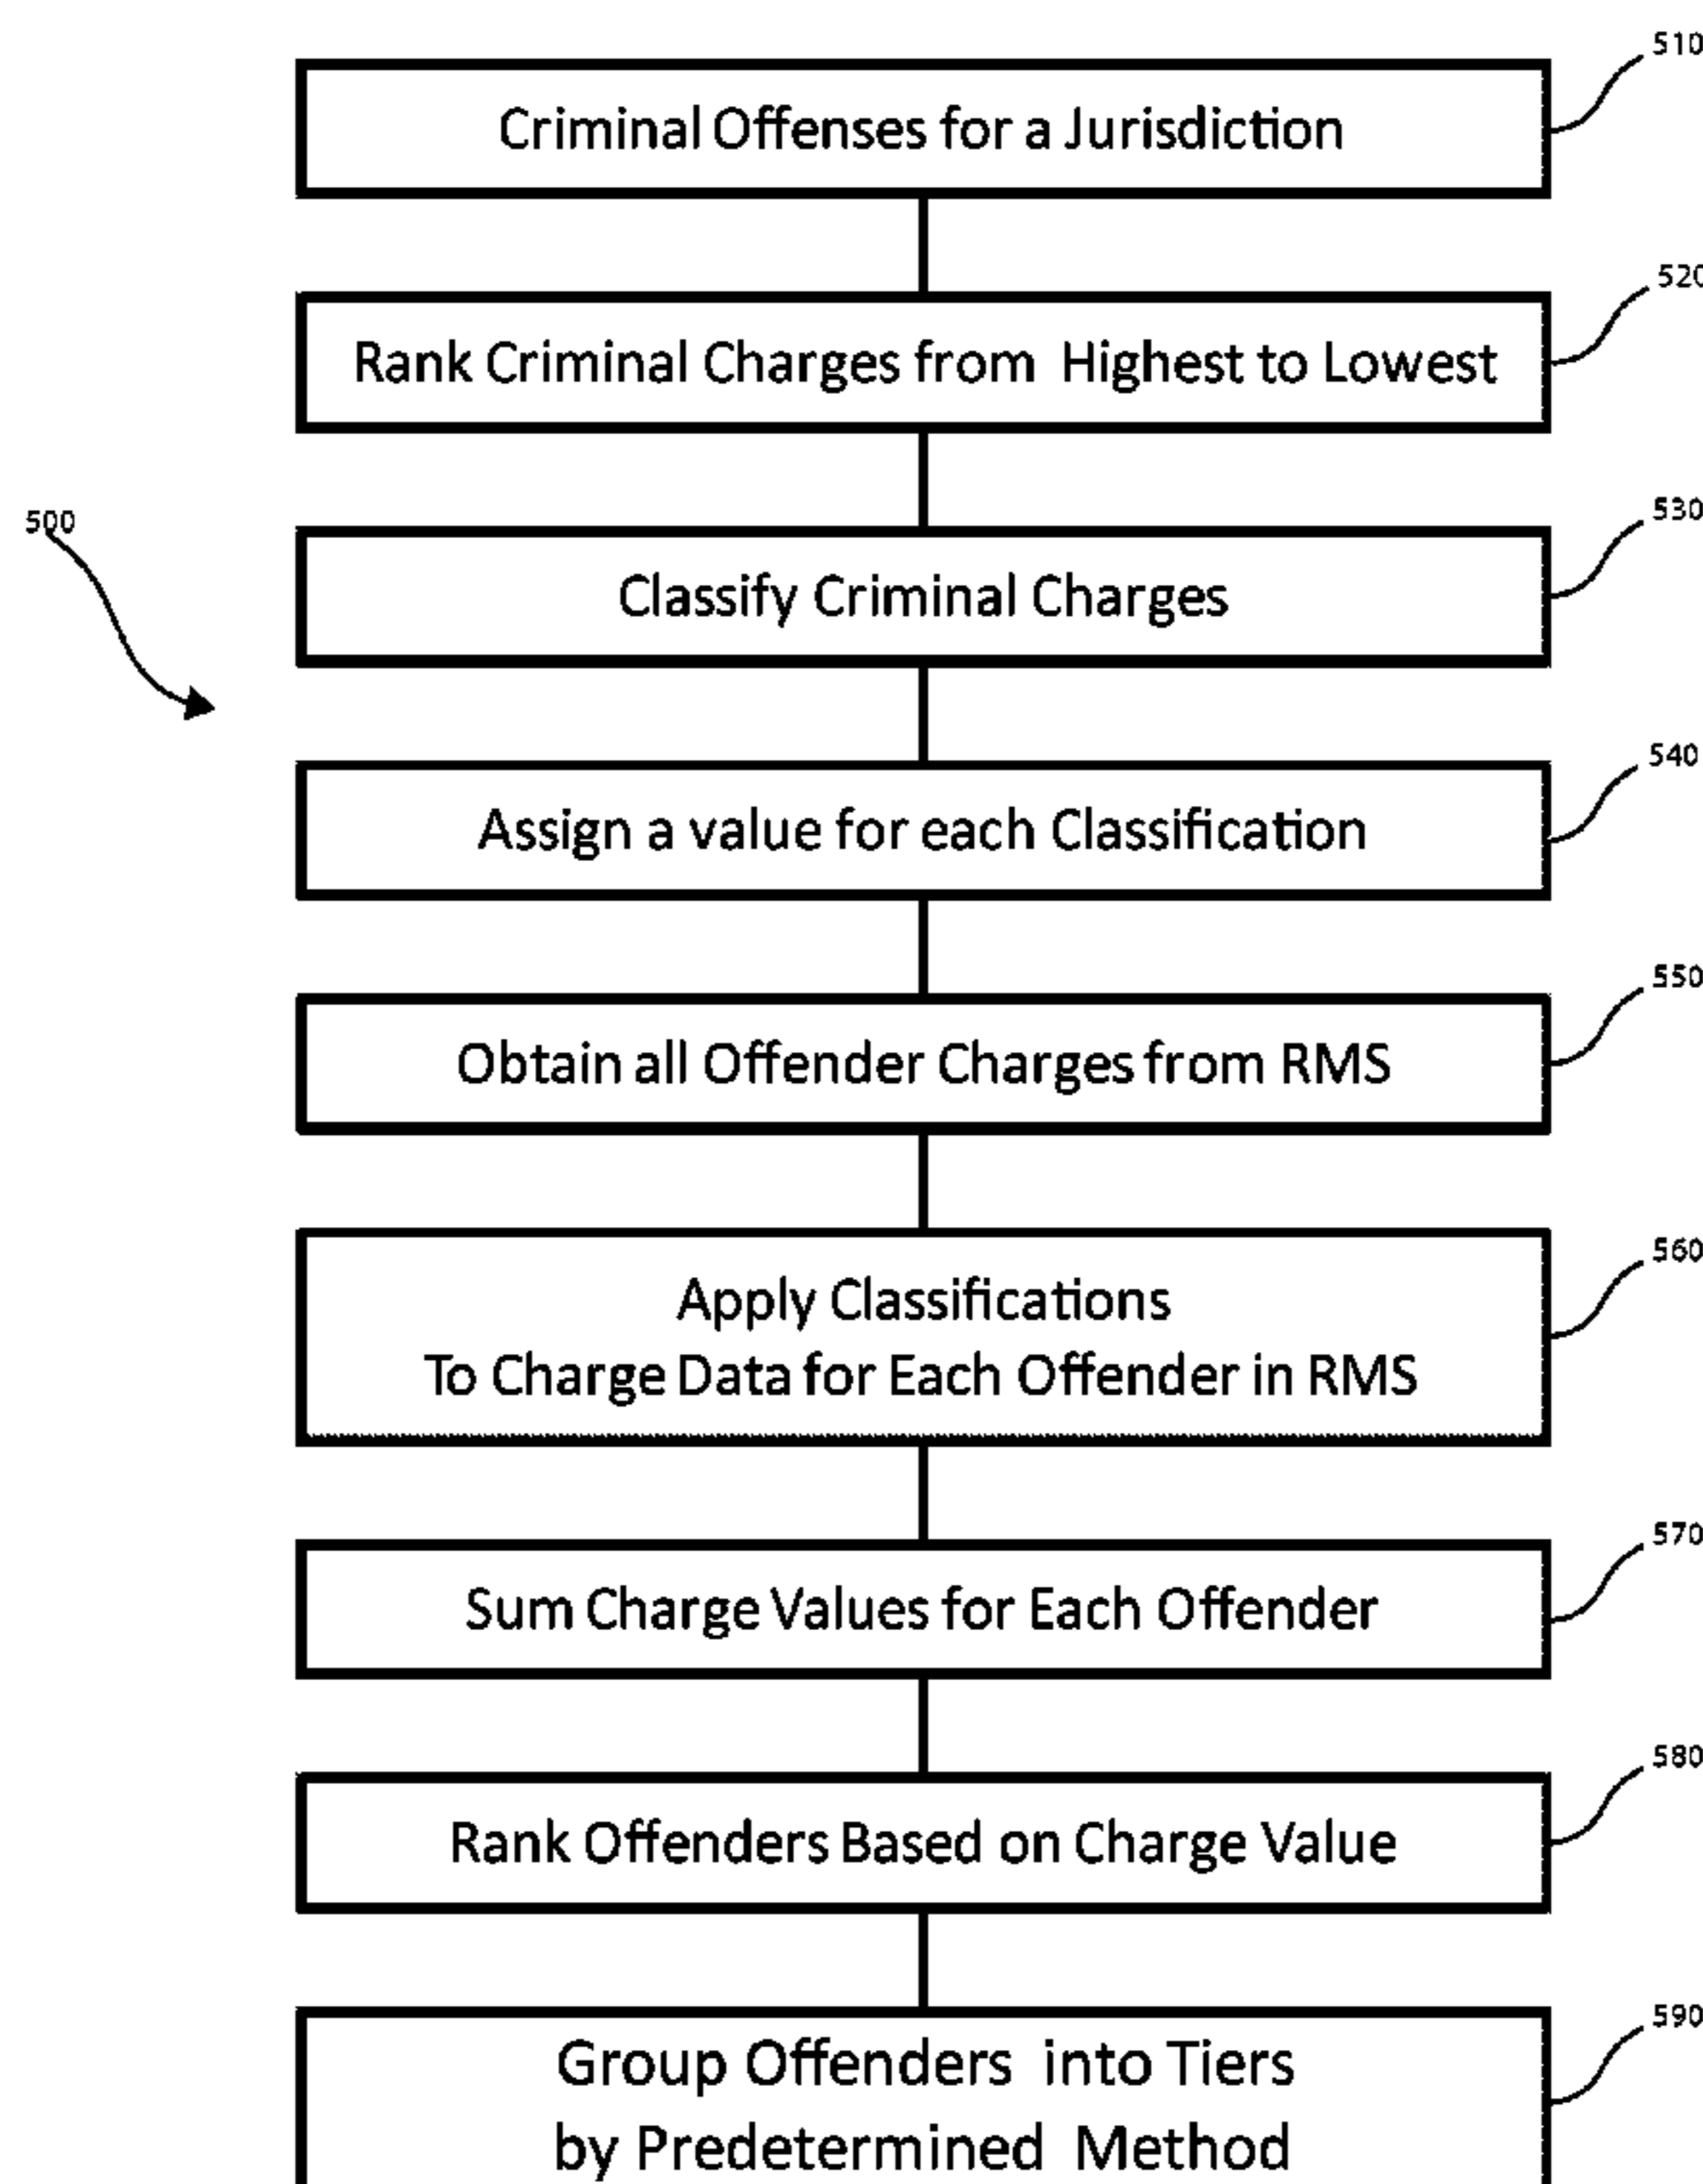 510
Criminal Offenses for a Jurisdiction
520
Rank Criminal Charges from Highest to Lowest
530
Classify Criminal Charges
500
540
Assign a value for each Classification
550
Obtain all Offender Charges from RMS
560
Apply Classifications
To Charge Data for Each Offender in RMS
570
Sum Charge Values for Each Offender
580
Rank Offenders Based on Charge Value
590
Group Offenders into Tiers
by Predetermined Method